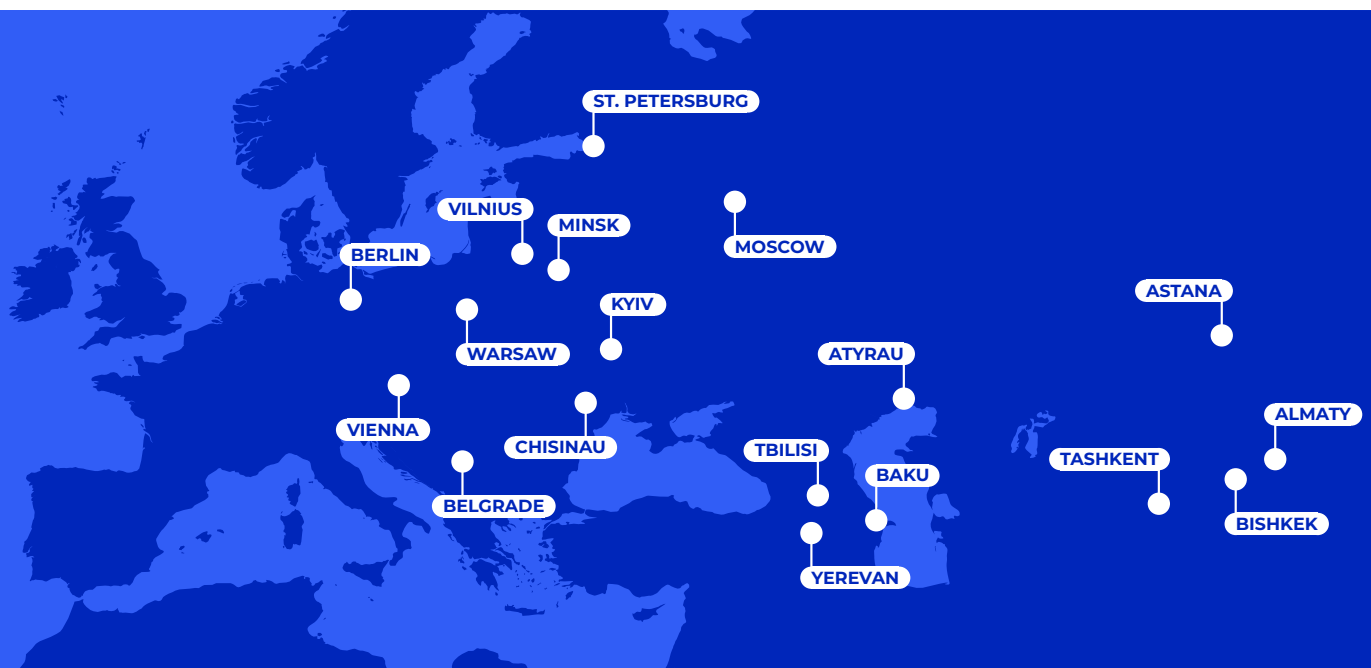 ST. PETERSBURG
VILNIUS
MINSK
MOSCOW
BERLIN
ASTANA
KYIV
WARSAW
ATYRAU
ALMATY
VIENNA
CHISINAU
TBILISI
TASHKENT
BAKU
BELGRADE
BISHKEK
YEREVAN